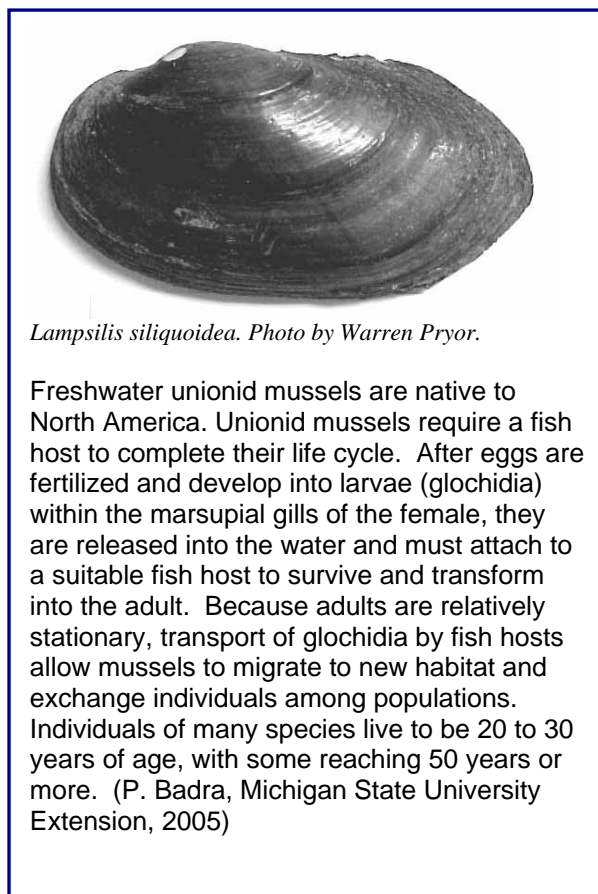 Lampsilis siliquoidea. Photo by Warren Pryor.
Freshwater unionid mussels are native to
North America. Unionid mussels require a fish
host to complete their life cycle. After eggs are
fertilized and develop into larvae (glochidia)
within the marsupial gills of the female, they
are released into the water and must attach to
a suitable fish host to survive and transform
into the adult. Because adults are relatively
stationary, transport of glochidia by fish hosts
allow mussels to migrate to new habitat and
exchange individuals among populations.
Individuals of many species live to be 20 to 30
years of age, with some reaching 50 years or
more. (P. Badra, Michigan State University
Extension, 2005)